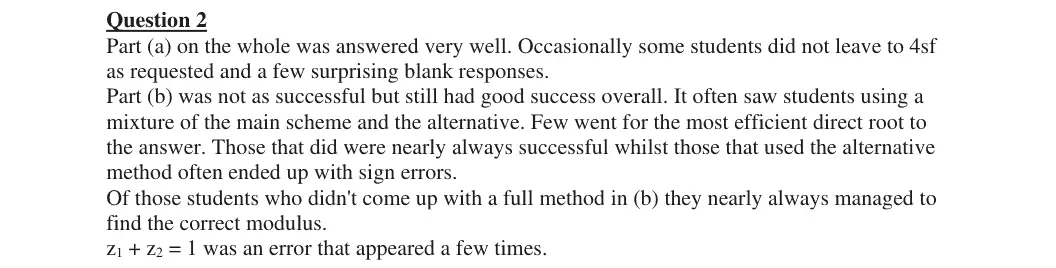 Question 2
Part (a) on the whole was answered very well. Occasionally some students did not leave to 4sf
as requested and a few surprising blank responses.
Part (b) was not as successful but still had good success overall. It often saw students using a
mixture of the main scheme and the alternative. Few went for the most efficient direct root to
the answer. Those that did were nearly always successful whilst those that used the alternative
method often ended up with sign errors.
Of those students who didn't come up with a full method in (b) they nearly always managed to
find the correct modulus.
z₁ + z₂ = 1 was an error that appeared a few times.